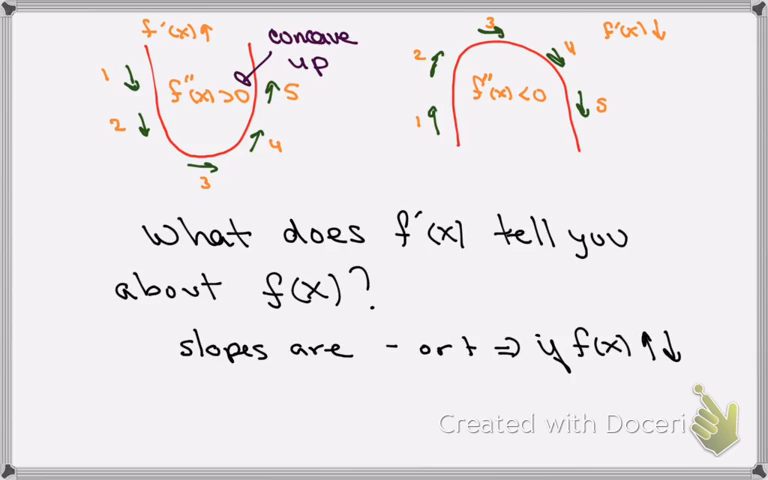 f'(x)↑
concave
up
f''(x)>0
1
2
3
4
5
3
f'(x)↓
2
4
f''(x)<0
1
5
What does f'(x) tell you
about f(x)?
slopes are - or + ⇒ if f(x)↑↓
Created with Doceri